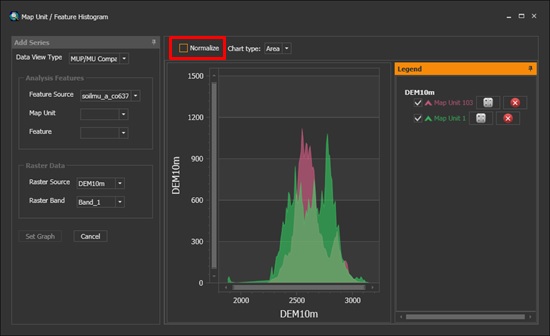 Map Unit / Feature Histogram
Add Series
Data View Type MUP/MU Compa
Analysis Features
Feature Source soilmu_a_co637
Map Unit
Feature
Raster Data
Raster Source DEM10m
Raster Band Band_1
Set Graph Cancel
Normalize Chart type: Area
1500
1200
900
600
300
0
DEM10m
2000 2500 3000
DEM10m
Legend
DEM10m
Map Unit 103
Map Unit 1